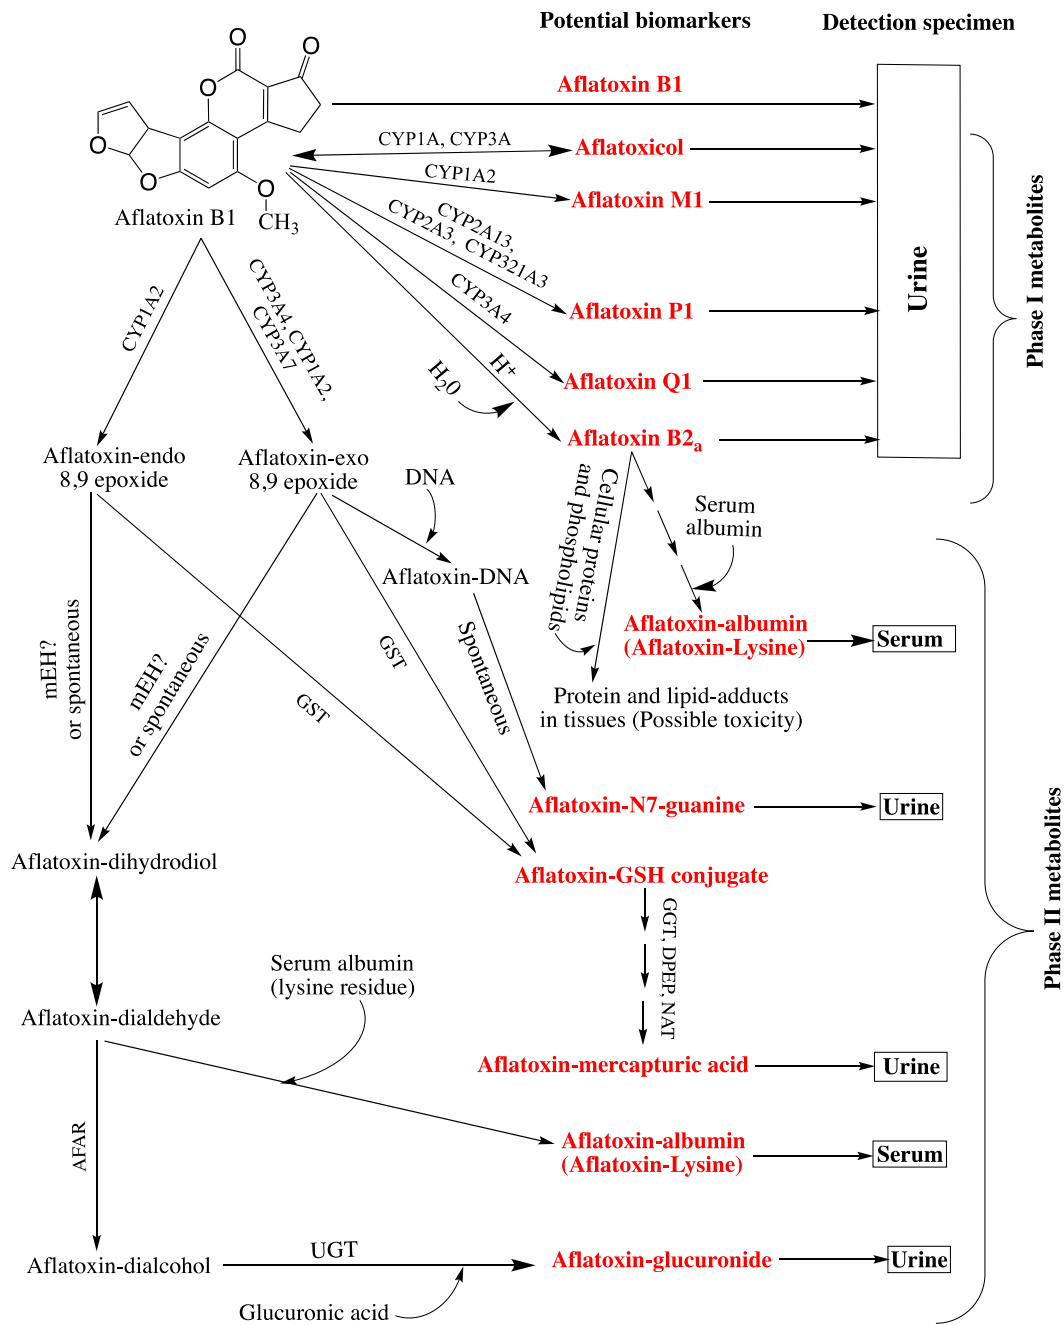 Potential biomarkers
Detection specimen
O
O
O
O
O
O
CH3
Aflatoxin B1
Aflatoxin B1
CYP1A, CYP3A
Aflatoxicol
CYP1A2
Aflatoxin M1
CYP2A13,
CYP2A3, CYP321A3
Aflatoxin P1
CYP3A4
Aflatoxin Q1
H+
H20
Aflatoxin B2a
Urine
Phase I metabolites
CYP1A2
CYP3A4, CYP1A2,
CYP3A7
Aflatoxin-endo
8,9 epoxide
Aflatoxin-exo
8,9 epoxide
DNA
Aflatoxin-DNA
Cellular proteins
and phospholipids
Serum
albumin
Aflatoxin-albumin
(Aflatoxin-Lysine)
Serum
Protein and lipid-adducts
in tissues (Possible toxicity)
mEH?
or spontaneous
mEH?
or spontaneous
GST
GST
Spontaneous
Aflatoxin-N7-guanine
Urine
Aflatoxin-dihydrodiol
Aflatoxin-GSH conjugate
GGT, DPEP, NAT
Phase II metabolites
Serum albumin
(lysine residue)
Aflatoxin-dialdehyde
Aflatoxin-mercapturic acid
Urine
AFAR
Aflatoxin-albumin
(Aflatoxin-Lysine)
Serum
Aflatoxin-dialcohol
UGT
Aflatoxin-glucuronide
Urine
Glucuronic acid